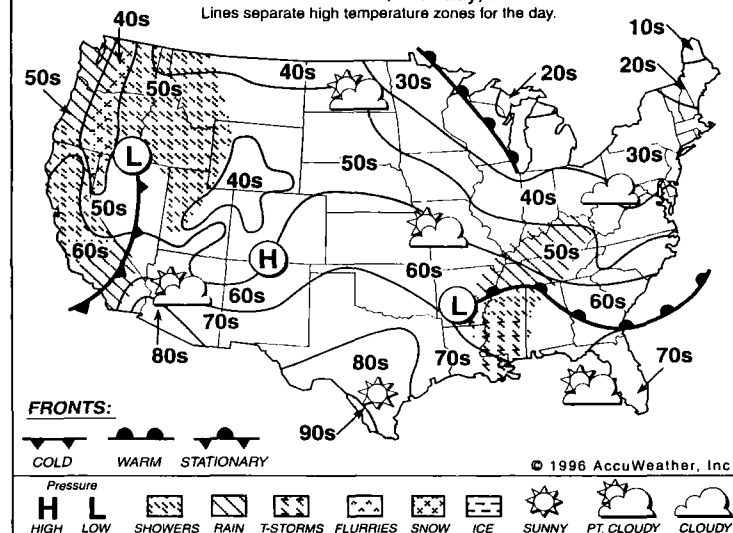 Lines separate high temperature zones for the day.
40s
10s
50s
50s
40s
30s
20s
20s
30s
L
50s
40s
50s
40s
50s
60s
H
60s
60s
L
60s
70s
80s
80s
70s
70s
90s
FRONTS:
COLD WARM STATIONARY
© 1996 AccuWeather, Inc
Pressure
H L
HIGH LOW SHOWERS RAIN T-STORMS FLURRIES SNOW ICE SUNNY PT. CLOUDY CLOUDY